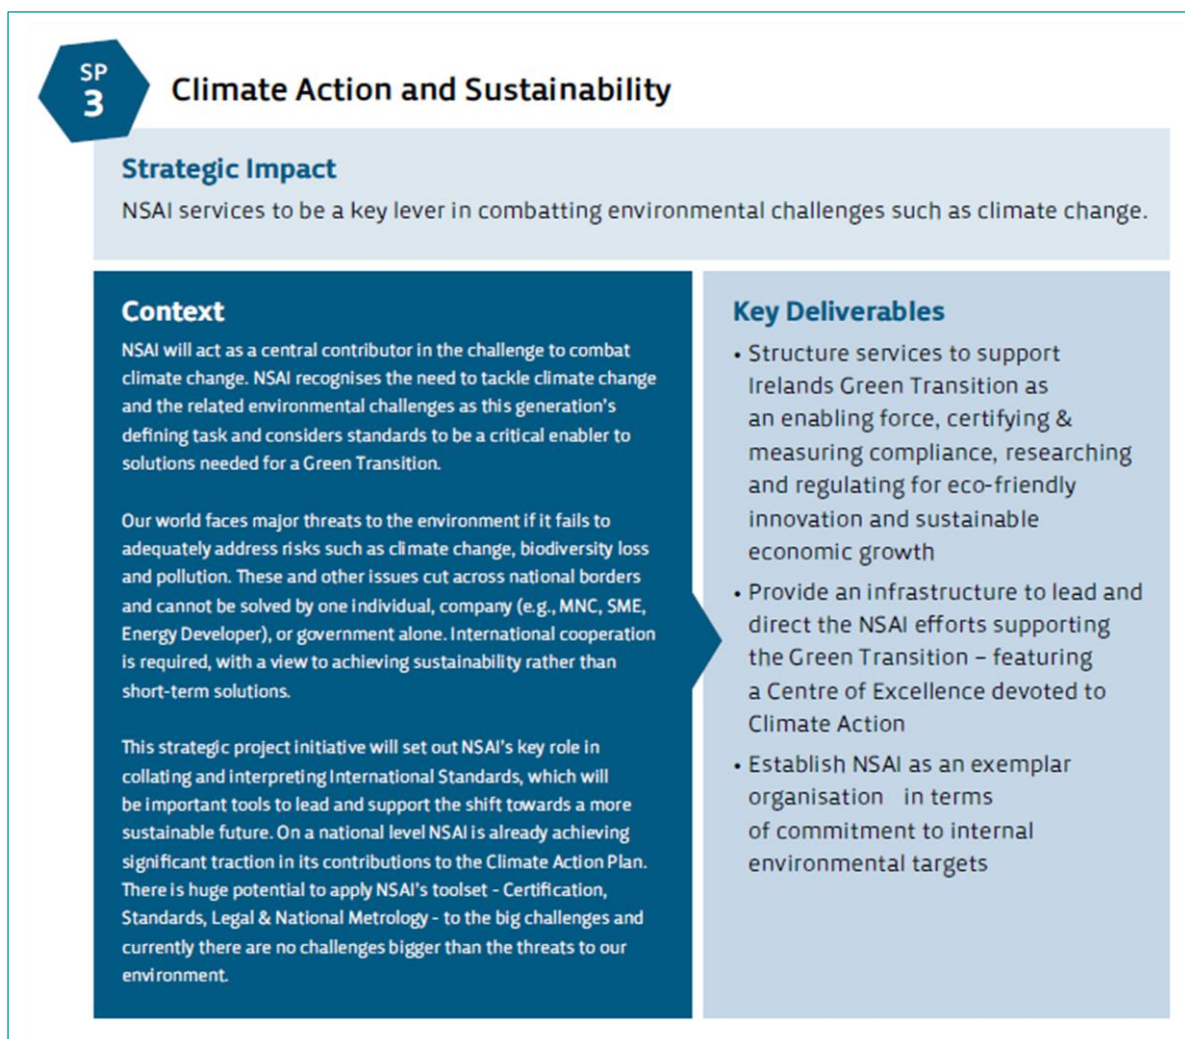 SP
3
Climate Action and Sustainability
Strategic Impact
NSAI services to be a key lever in combatting environmental challenges such as climate change.
Context
NSAI will act as a central contributor in the challenge to combat
climate change. NSAI recognises the need to tackle climate change
and the related environmental challenges as this generation's
defining task and considers standards to be a critical enabler to
solutions needed for a Green Transition.
Our world faces major threats to the environment if it fails to
adequately address risks such as climate change, biodiversity loss
and pollution. These and other issues cut across national borders
and cannot be solved by one individual, company (e.g., MNC, SME,
Energy Developer), or government alone. International cooperation
is required, with a view to achieving sustainability rather than
short-term solutions.
This strategic project initiative will set out NSAI's key role in
collating and interpreting International Standards, which will
be important tools to lead and support the shift towards a more
sustainable future. On a national level NSAI is already achieving
significant traction in its contributions to the Climate Action Plan.
There is huge potential to apply NSAI's toolset - Certification,
Standards, Legal & National Metrology - to the big challenges and
currently there are no challenges bigger than the threats to our
environment.
Key Deliverables
• Structure services to support
Irelands Green Transition as
an enabling force, certifying &
measuring compliance, researching
and regulating for eco-friendly
innovation and sustainable
economic growth
• Provide an infrastructure to lead and
direct the NSAI efforts supporting
the Green Transition – featuring
a Centre of Excellence devoted to
Climate Action
• Establish NSAI as an exemplar
organisation in terms
of commitment to internal
environmental targets